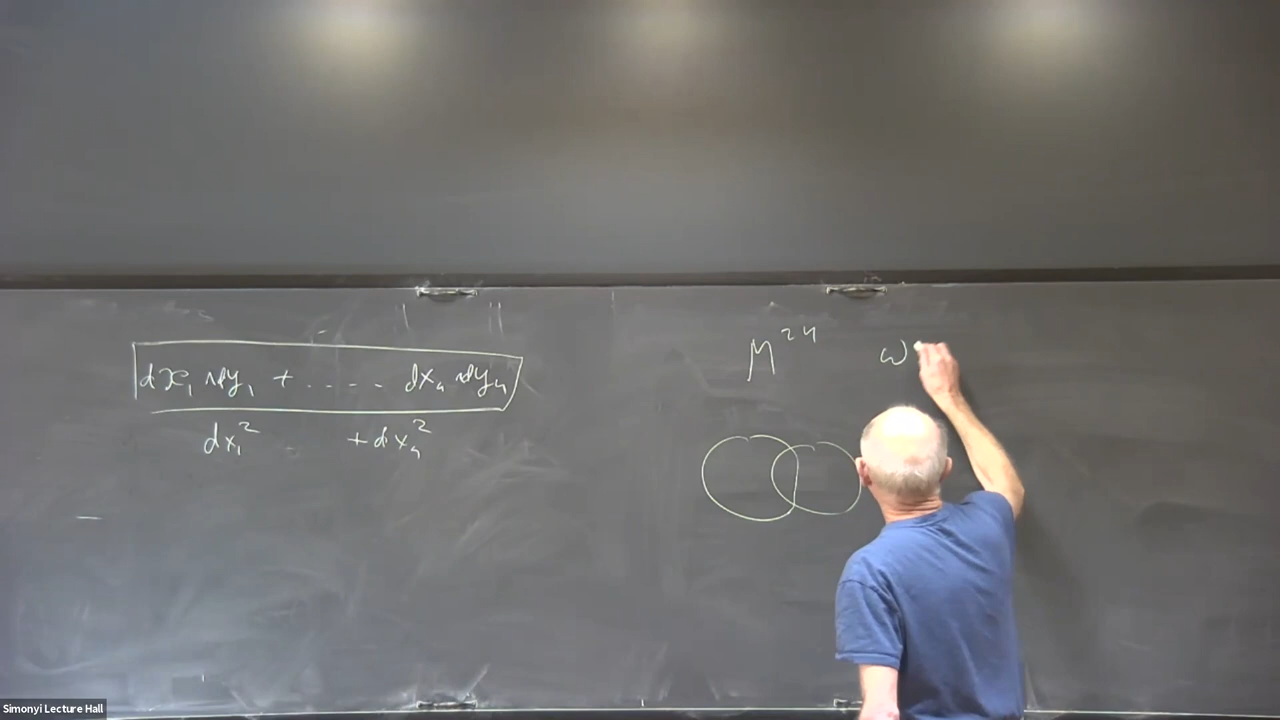 dx₁ ∧ dy₁ + ..... dxₙ ∧ dyₙ
dx₁² + dxₙ²
M²ⁿ ω
Simonyi Lecture Hall